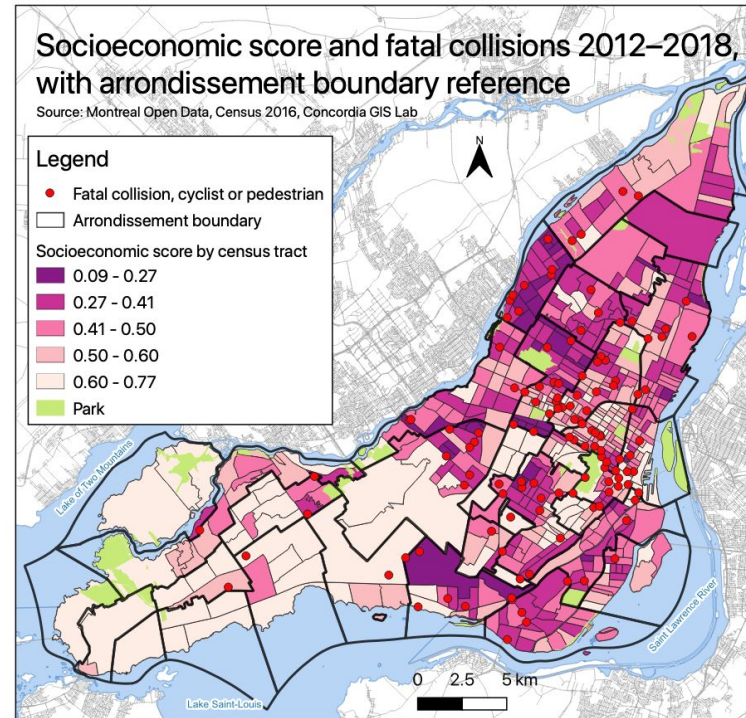 Socioeconomic score and fatal collisions 2012–2018,
with arrondissement boundary reference
Source: Montreal Open Data, Census 2016, Concordia GIS Lab
N
Legend
Fatal collision, cyclist or pedestrian
Arrondissement boundary
Socioeconomic score by census tract
0.09 - 0.27
0.27 - 0.41
0.41 - 0.50
0.50 - 0.60
0.60 - 0.77
Park
Lake of Two Mountains
Saint Lawrence River
Lake Saint-Louis
0 2.5 5 km